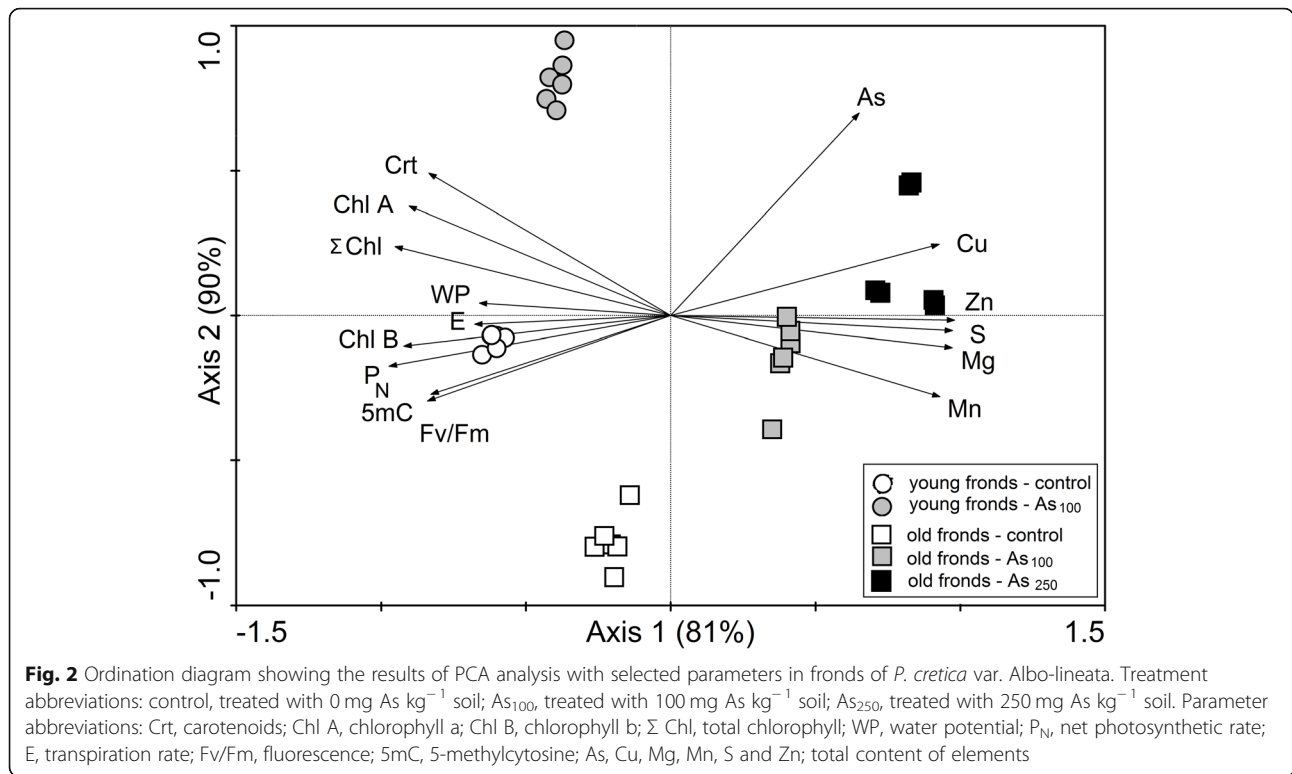 1.0
As
Crt
Chl A
Σ Chl
Cu
WP
Zn
E
S
Chl B
Mg
PN
Mn
5mC
Fv/Fm
Axis 2 (90%)
young fronds - control
young fronds - As100
old fronds - control
old fronds - As100
old fronds - As 250
-1.0
-1.5
Axis 1 (81%)
1.5
Fig. 2 Ordination diagram showing the results of PCA analysis with selected parameters in fronds of P. cretica var. Albo-lineata. Treatment
abbreviations: control, treated with 0 mg As kg−1 soil; As100, treated with 100 mg As kg−1 soil; As250, treated with 250 mg As kg−1 soil. Parameter
abbreviations: Crt, carotenoids; Chl A, chlorophyll a; Chl B, chlorophyll b; Σ Chl, total chlorophyll; WP, water potential; PN, net photosynthetic rate;
E, transpiration rate; Fv/Fm, fluorescence; 5mC, 5-methylcytosine; As, Cu, Mg, Mn, S and Zn; total content of elements